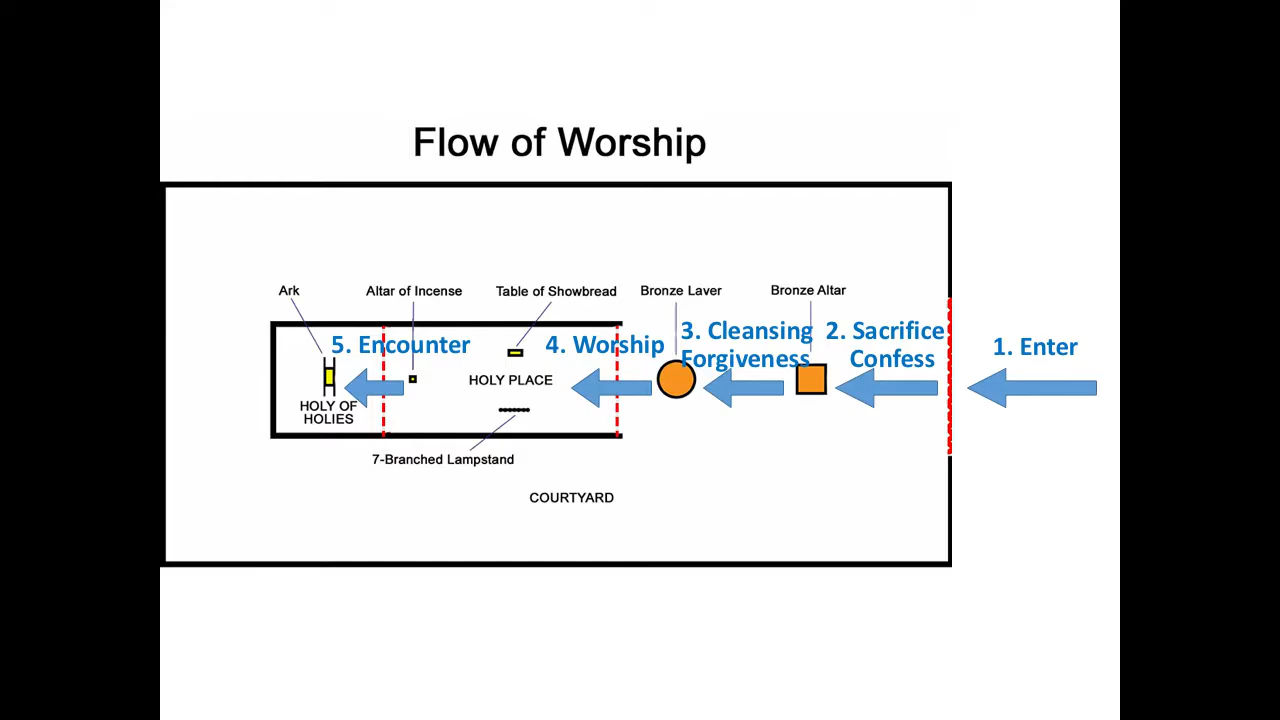 Flow of Worship
Ark
Altar of Incense
Table of Showbread
Bronze Laver
Bronze Altar
5. Encounter
4. Worship
3. Cleansing
Forgiveness
2. Sacrifice
Confess
1. Enter
HOLY PLACE
HOLY OF
HOLIES
7-Branched Lampstand
COURTYARD